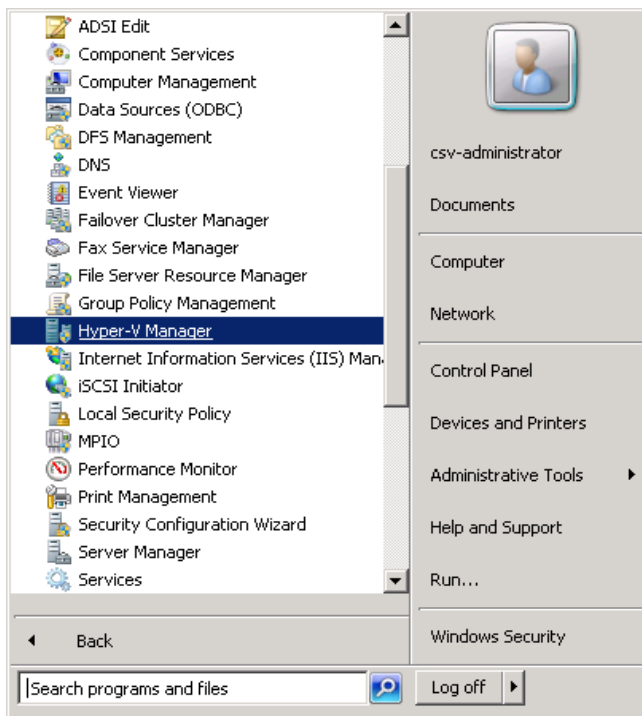 ADSI Edit
Component Services
Computer Management
Data Sources (ODBC)
DFS Management
DNS
Event Viewer
Failover Cluster Manager
Fax Service Manager
File Server Resource Manager
Group Policy Management
Hyper-V Manager
Internet Information Services (IIS) Man
iSCSI Initiator
Local Security Policy
MPIO
Performance Monitor
Print Management
Security Configuration Wizard
Server Manager
Services
Back
Search programs and files
csv-administrator
Documents
Computer
Network
Control Panel
Devices and Printers
Administrative Tools
Help and Support
Run...
Windows Security
Log off